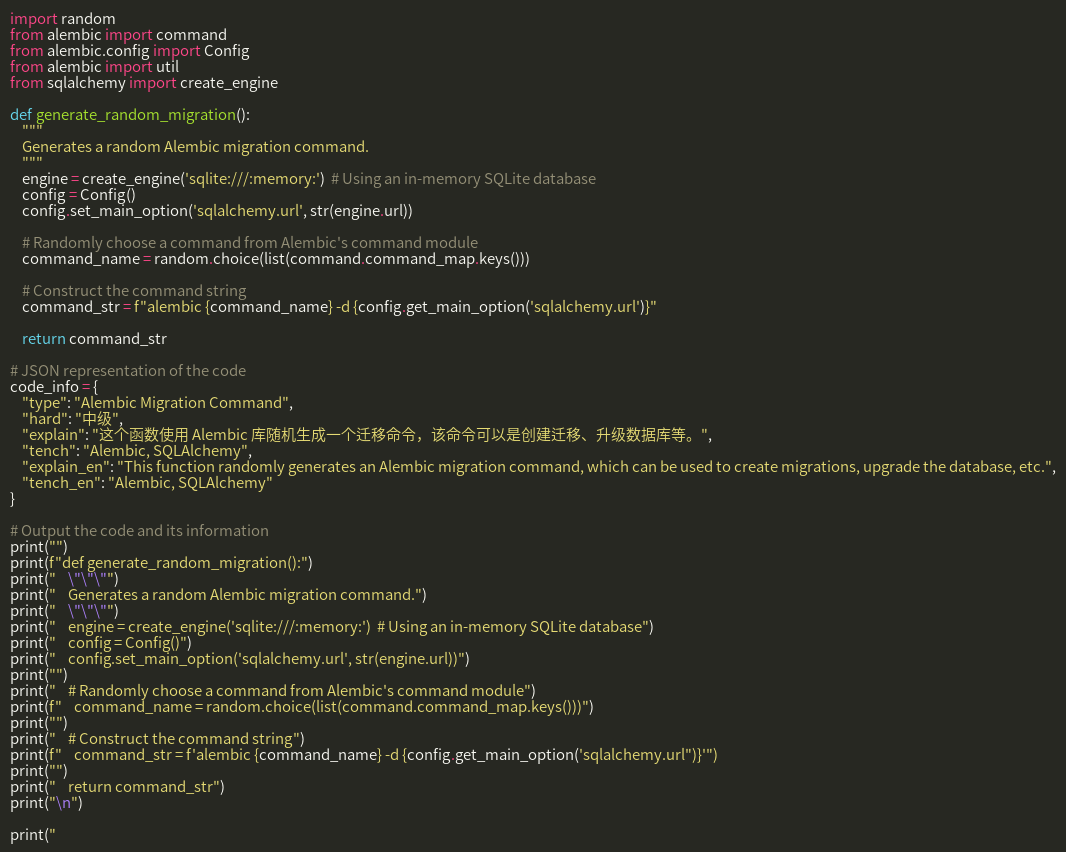 import random
from alembic import command
from alembic.config import Config
from alembic import util
from sqlalchemy import create_engine

def generate_random_migration():
    """
    Generates a random Alembic migration command.
    """
    engine = create_engine('sqlite:///:memory:')  # Using an in-memory SQLite database
    config = Config()
    config.set_main_option('sqlalchemy.url', str(engine.url))

    # Randomly choose a command from Alembic's command module
    command_name = random.choice(list(command.command_map.keys()))

    # Construct the command string
    command_str = f"alembic {command_name} -d {config.get_main_option('sqlalchemy.url')}"

    return command_str

# JSON representation of the code
code_info = {
    "type": "Alembic Migration Command",
    "hard": "中级",
    "explain": "这个函数使用 Alembic 库随机生成一个迁移命令，该命令可以是创建迁移、升级数据库等。",
    "tench": "Alembic, SQLAlchemy",
    "explain_en": "This function randomly generates an Alembic migration command, which can be used to create migrations, upgrade the database, etc.",
    "tench_en": "Alembic, SQLAlchemy"
}

# Output the code and its information
print("")
print(f"def generate_random_migration():")
print("    \"\"\"")
print("    Generates a random Alembic migration command.")
print("    \"\"\"")
print("    engine = create_engine('sqlite:///:memory:')  # Using an in-memory SQLite database")
print("    config = Config()")
print("    config.set_main_option('sqlalchemy.url', str(engine.url))")
print("")
print("    # Randomly choose a command from Alembic's command module")
print(f"    command_name = random.choice(list(command.command_map.keys()))")
print("")
print("    # Construct the command string")
print(f"    command_str = f'alembic {command_name} -d {config.get_main_option('sqlalchemy.url")}'")
print("")
print("    return command_str")
print("\n")

print("